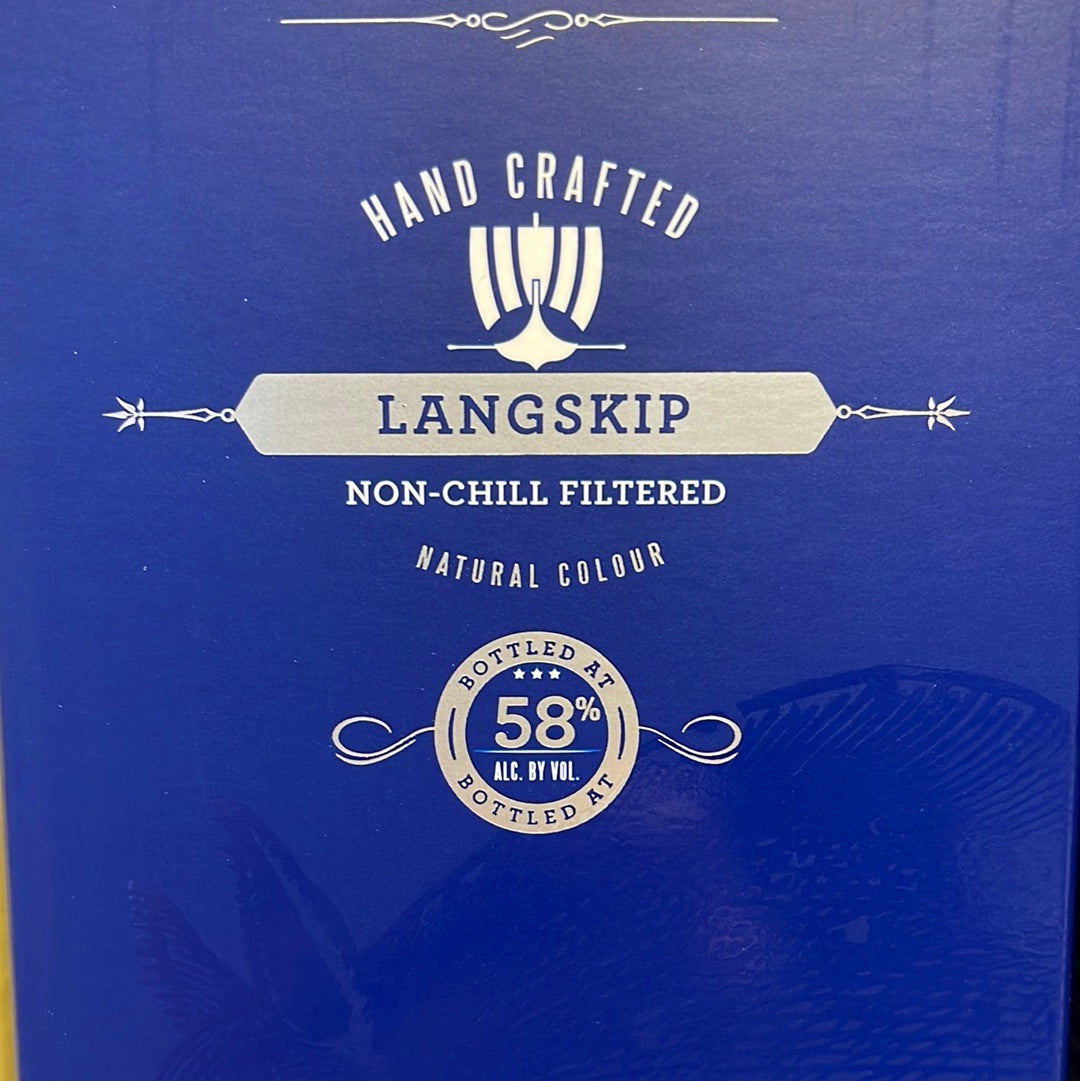 HAND CRAFTED
LANGSKIP
NON-CHILL FILTERED
NATURAL COLOUR
BOTTLED AT
58%
ALC. BY VOL.
BOTTLED AT